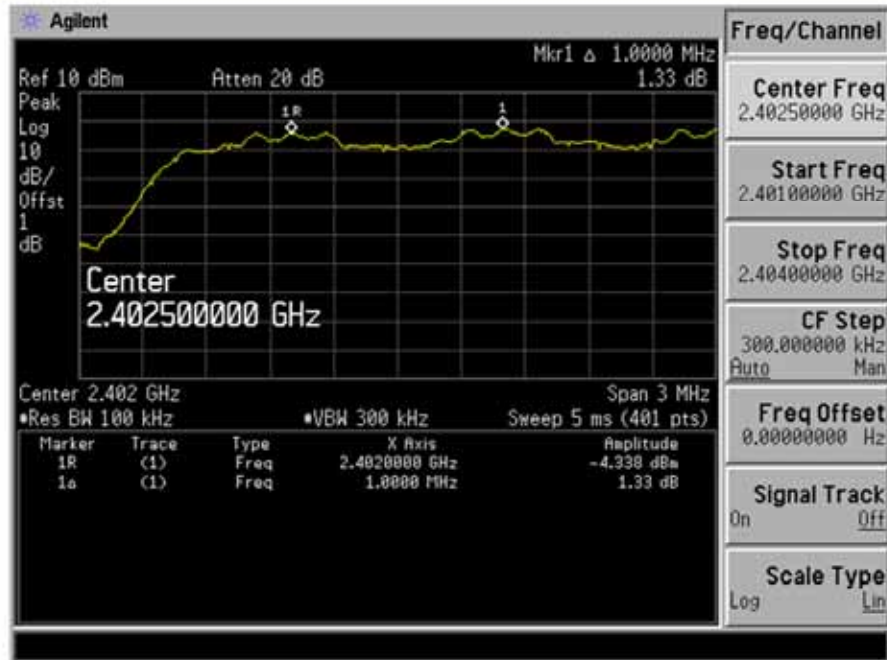 Agilent
Mkr1 Δ 1.0000 MHz
Ref 10 dBm Atten 20 dB 1.33 dB
Peak
Log
10
dB/
Offst
1
dB
1R
1
Center
2.402500000 GHz
Center 2.402 GHz Span 3 MHz
•Res BW 100 kHz •VBW 300 kHz Sweep 5 ms (401 pts)
Marker Trace Type X Axis Amplitude
1R (1) Freq 2.4020000 GHz -4.338 dBm
1Δ (1) Freq 1.0000 MHz 1.33 dB
Freq/Channel
Center Freq
2.40250000 GHz
Start Freq
2.40100000 GHz
Stop Freq
2.40400000 GHz
CF Step
300.000000 kHz
Auto Man
Freq Offset
0.00000000 Hz
Signal Track
On Off
Scale Type
Log Lin